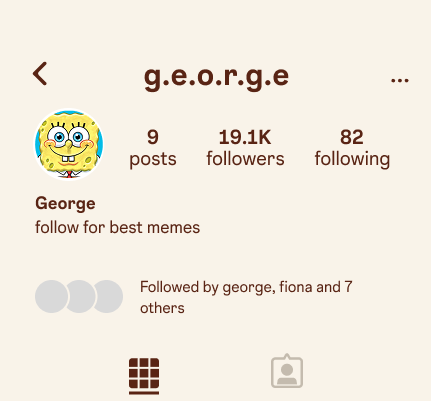 g.e.o.r.g.e
...
9 19.1K 82
posts followers following
George
follow for best memes
Followed by george, fiona and 7
others